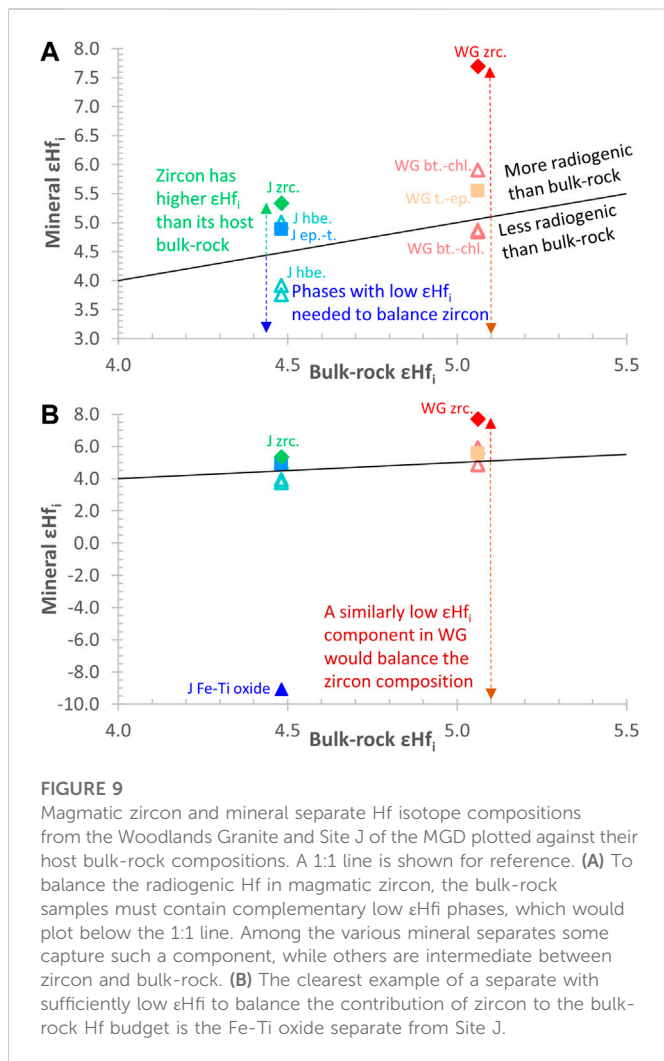 A
Mineral εHfi
8.0
7.5
7.0
6.5
6.0
5.5
5.0
4.5
4.0
3.5
3.0
WG zrc.
Zircon has
higher εHfi
than its host
bulk-rock
J zrc.
J hbe.
J ep.-t.
J hbe.
WG bt.-chl.
WG t.-ep.
WG bt.-chl.
More radiogenic
than bulk-rock
Less radiogenic
than bulk-rock
Phases with low εHfi
needed to balance zircon
4.0
4.5
5.0
5.5
Bulk-rock εHfi
B
Mineral εHfi
8.0
6.0
4.0
2.0
0.0
-2.0
-4.0
-6.0
-8.0
-10.0
J zrc.
WG zrc.
A similarly low εHfi
component in WG
would balance the
zircon composition
J Fe-Ti oxide
4.0
4.5
5.0
5.5
Bulk-rock εHfi
FIGURE 9
Magmatic zircon and mineral separate Hf isotope compositions
from the Woodlands Granite and Site J of the MGD plotted against their
host bulk-rock compositions. A 1:1 line is shown for reference. (A) To
balance the radiogenic Hf in magmatic zircon, the bulk-rock
samples must contain complementary low εHfi phases, which would
plot below the 1:1 line. Among the various mineral separates some
capture such a component, while others are intermediate between
zircon and bulk-rock. (B) The clearest example of a separate with
sufficiently low εHfi to balance the contribution of zircon to the bulk-
rock Hf budget is the Fe-Ti oxide separate from Site J.